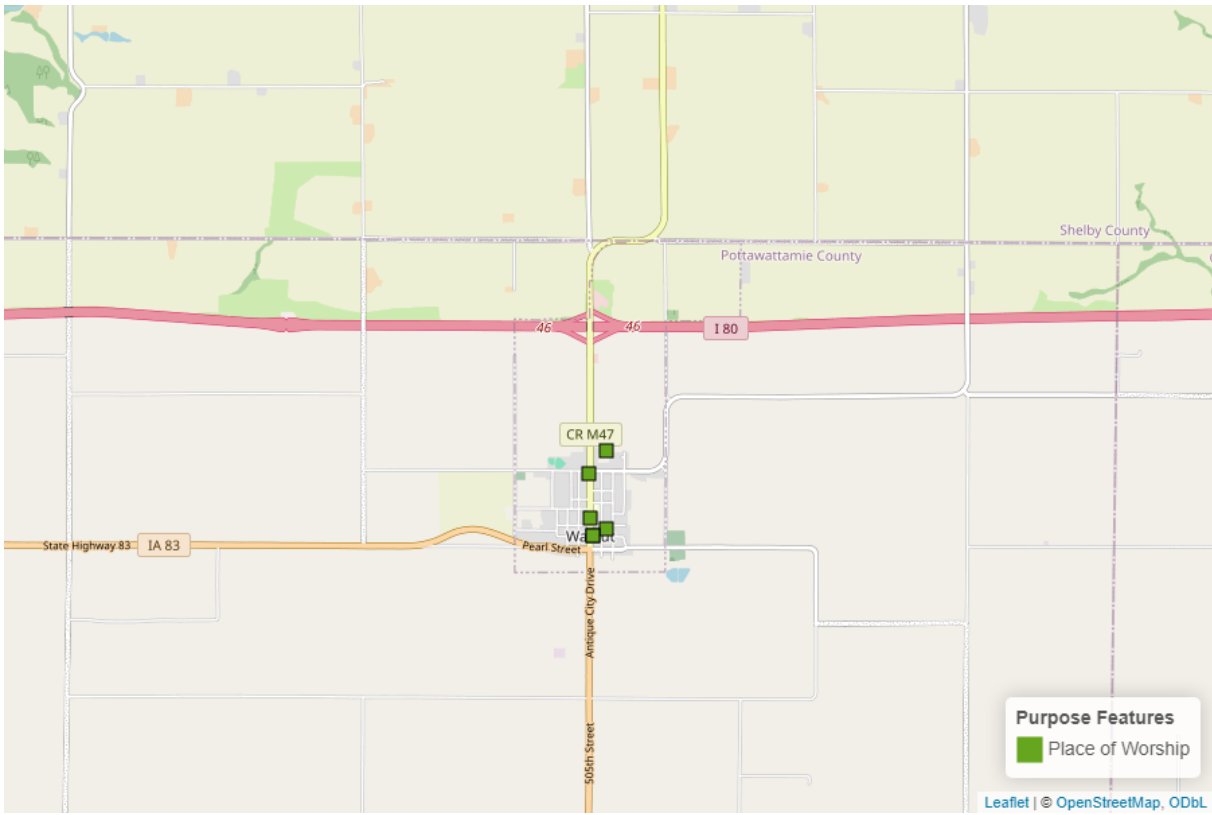 Shelby County
Pottawattamie County
46
46
I 80
CR M47
State Highway 83
IA 83
Pearl Street
Antique City Drive
505th Street
Purpose Features
Place of Worship
Leaflet | © OpenStreetMap, ODbL